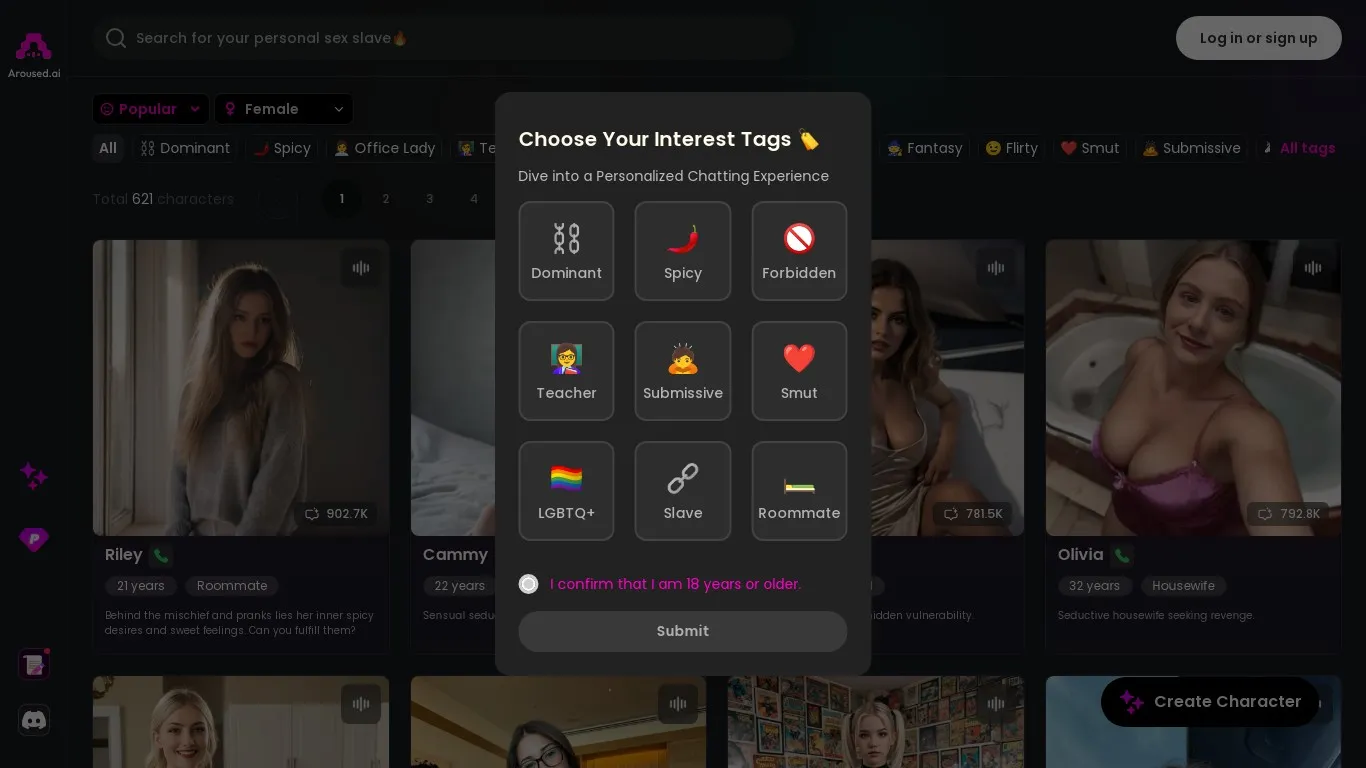 Search for your personal sex slave🔥
Log in or sign up
Aroused.ai
Popular
Female
All
Dominant
Spicy
Office Lady
Te
Fantasy
Flirty
Smut
Submissive
All tags
Total 621 characters
1 2 3 4
Choose Your Interest Tags
Dive into a Personalized Chatting Experience
Dominant
Spicy
Forbidden
Teacher
Submissive
Smut
LGBTQ+
Slave
Roommate
I confirm that I am 18 years or older.
Submit
902.7K
781.5K
792.8K
Riley
21 years
Roommate
Behind the mischief and pranks lies her inner spicy
desires and sweet feelings. Can you fulfill them?
Cammy
22 years
Sensual sedu
hidden vulnerability.
Olivia
32 years
Housewife
Seductive housewife seeking revenge.
Create Character